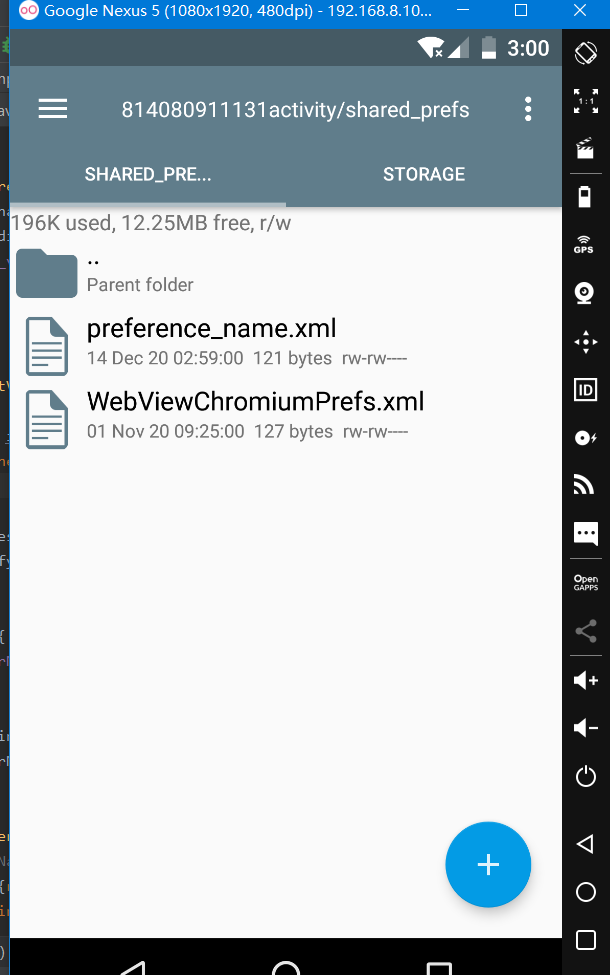 Google Nexus 5 (1080x1920, 480dpi) - 192.168.8.10...
3:00
814080911131activity/shared_prefs
SHARED_PRE...
STORAGE
196K used, 12.25MB free, r/w
..
Parent folder
preference_name.xml
14 Dec 20 02:59:00 121 bytes rw-rw----
WebViewChromiumPrefs.xml
01 Nov 20 09:25:00 127 bytes rw-rw----
1:1
GPS
ID
Open
GAPPS